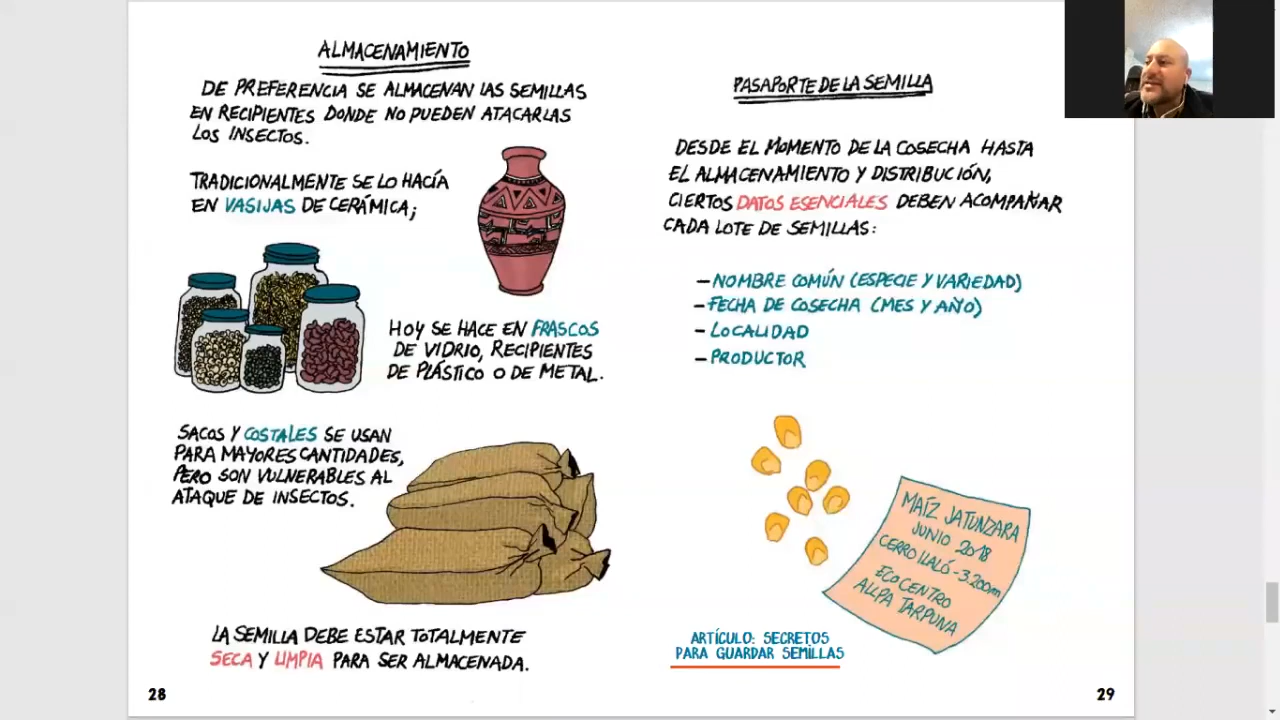 ALMACENAMIENTO
DE PREFERENCIA SE ALMACENAN LAS SEMILLAS
EN RECIPIENTES DONDE NO PUEDEN ATACARLAS
LOS INSECTOS.
TRADICIONALMENTE SE LO HACÍA
EN VASIJAS DE CERÁMICA;
HOY SE HACE EN FRASCOS
DE VIDRIO, RECIPIENTES
DE PLÁSTICO O DE METAL.
SACOS Y COSTALES SE USAN
PARA MAYORES CANTIDADES,
PERO SON VULNERABLES AL
ATAQUE DE INSECTOS.
LA SEMILLA DEBE ESTAR TOTALMENTE
SECA Y LIMPIA PARA SER ALMACENADA.
28
PASAPORTE DE LA SEMILLA
DESDE EL MOMENTO DE LA COSECHA HASTA
EL ALMACENAMIENTO Y DISTRIBUCIÓN,
CIERTOS DATOS ESENCIALES DEBEN ACOMPAÑAR
CADA LOTE DE SEMILLAS:
- NOMBRE COMÚN (ESPECIE Y VARIEDAD)
- FECHA DE COSECHA (MES Y AÑO)
- LOCALIDAD
- PRODUCTOR
MAÍZ JATUNZARA
JUNIO 2018
CERRO ILALÓ - 3.200m
ECOCENTRO
ALLPA TARPUNA
ARTÍCULO: SECRETOS
PARA GUARDAR SEMILLAS
29